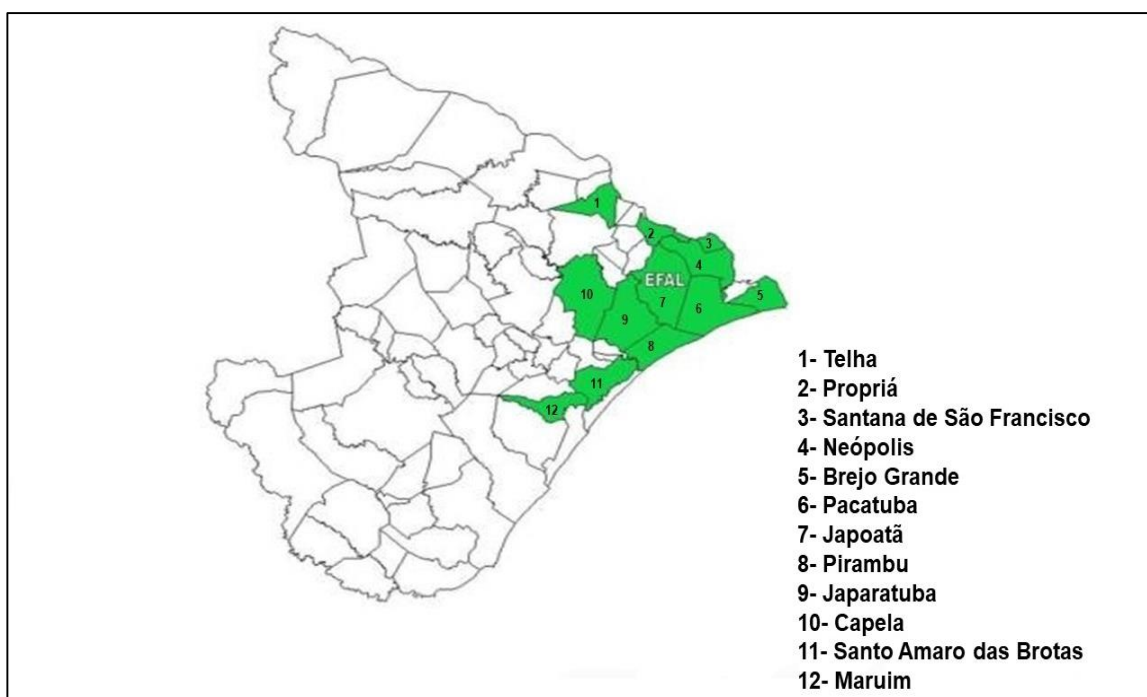 1
2
3
4
EFAL
5
10
7
6
9
8
11
12
1- Telha
2- Propriá
3- Santana de São Francisco
4- Neópolis
5- Brejo Grande
6- Pacatuba
7- Japoatã
8- Pirambu
9- Japaratuba
10- Capela
11- Santo Amaro das Brotas
12- Maruim